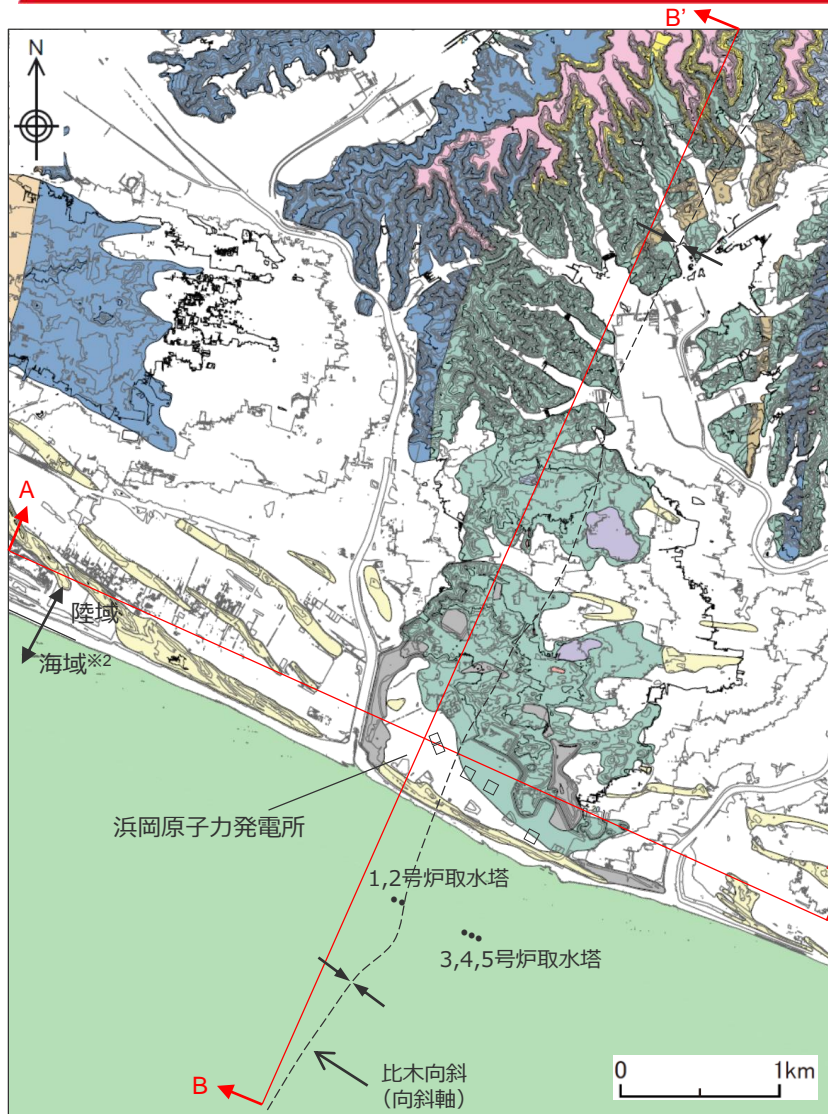 B'
N
A
陸域
海域※2
浜岡原子力発電所
1,2号炉取水塔
3,4,5号炉取水塔
B
比木向斜
（向斜軸）
0 1km